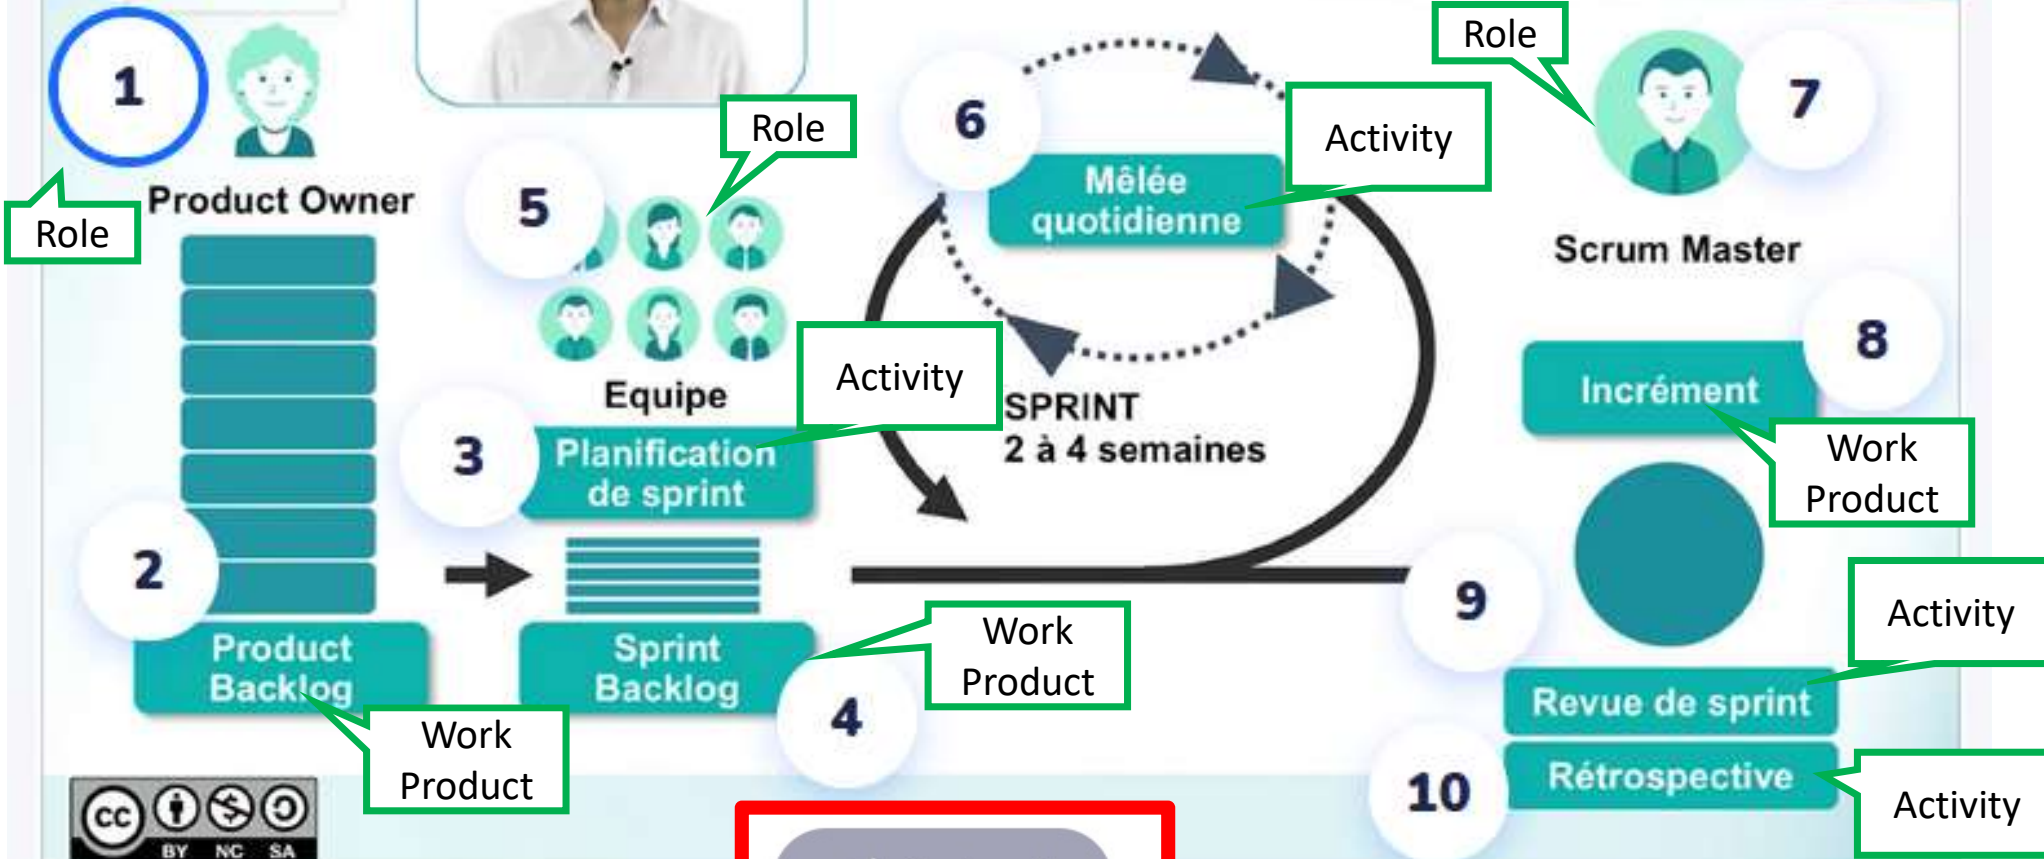 1
Role
Product Owner
2
Product
Backlog
Work
Product
5
Role
Equipe
3
Planification
de sprint
Activity
Sprint
Backlog
4
Work
Product
6
Mêlée
quotidienne
Activity
SPRINT
2 à 4 semaines
Role
7
Scrum Master
8
Incrément
Work
Product
9
Revue de sprint
Activity
10
Rétrospective
Activity
cc
BY NC SA